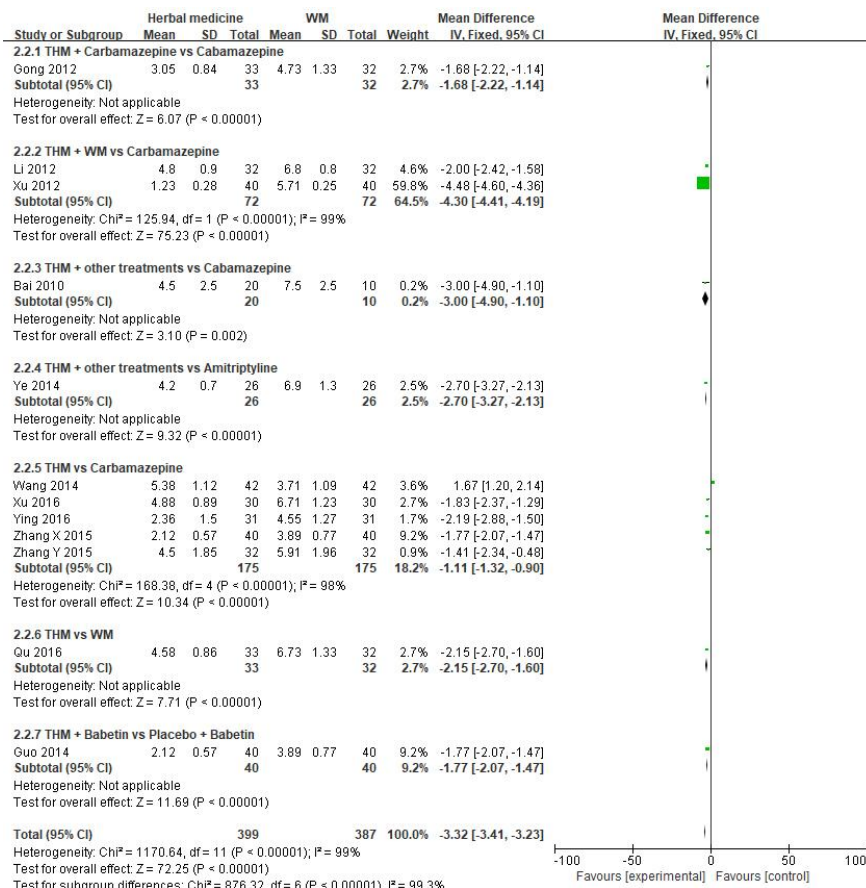 Herbal medicine WM Mean Difference Mean Difference
Study or Subgroup Mean SD Total Mean SD Total Weight IV, Fixed, 95% CI IV, Fixed, 95% CI
2.2.1 THM + Carbamazepine vs Cabamazepine
Gong 2012 3.05 0.84 33 4.73 1.33 32 2.7% -1.68 [-2.22, -1.14]
Subtotal (95% CI) 33 32 2.7% -1.68 [-2.22, -1.14]
Heterogeneity: Not applicable
Test for overall effect: Z = 6.07 (P < 0.00001)
2.2.2 THM + WM vs Carbamazepine
Li 2012 4.8 0.9 32 6.8 0.8 32 4.6% -2.00 [-2.42, -1.58]
Xu 2012 1.23 0.28 40 5.71 0.25 40 59.8% -4.48 [-4.60, -4.36]
Subtotal (95% CI) 72 72 64.5% -4.30 [-4.41, -4.19]
Heterogeneity: Chi² = 125.94, df = 1 (P < 0.00001); I² = 99%
Test for overall effect: Z = 75.23 (P < 0.00001)
2.2.3 THM + other treatments vs Cabamazepine
Bai 2010 4.5 2.5 20 7.5 2.5 10 0.2% -3.00 [-4.90, -1.10]
Subtotal (95% CI) 20 10 0.2% -3.00 [-4.90, -1.10]
Heterogeneity: Not applicable
Test for overall effect: Z = 3.10 (P = 0.002)
2.2.4 THM + other treatments vs Amitriptyline
Ye 2014 4.2 0.7 26 6.9 1.3 26 2.5% -2.70 [-3.27, -2.13]
Subtotal (95% CI) 26 26 2.5% -2.70 [-3.27, -2.13]
Heterogeneity: Not applicable
Test for overall effect: Z = 9.32 (P < 0.00001)
2.2.5 THM vs Carbamazepine
Wang 2014 5.38 1.12 42 3.71 1.09 42 3.6% 1.67 [1.20, 2.14]
Xu 2016 4.88 0.89 30 6.71 1.23 30 2.7% -1.83 [-2.37, -1.29]
Ying 2016 2.36 1.5 31 4.55 1.27 31 1.7% -2.19 [-2.88, -1.50]
Zhang X 2015 2.12 0.57 40 3.89 0.77 40 9.2% -1.77 [-2.07, -1.47]
Zhang Y 2015 4.5 1.85 32 5.91 1.96 32 0.9% -1.41 [-2.34, -0.48]
Subtotal (95% CI) 175 175 18.2% -1.11 [-1.32, -0.90]
Heterogeneity: Chi² = 168.38, df = 4 (P < 0.00001); I² = 98%
Test for overall effect: Z = 10.34 (P < 0.00001)
2.2.6 THM vs WM
Qu 2016 4.58 0.86 33 6.73 1.33 32 2.7% -2.15 [-2.70, -1.60]
Subtotal (95% CI) 33 32 2.7% -2.15 [-2.70, -1.60]
Heterogeneity: Not applicable
Test for overall effect: Z = 7.71 (P < 0.00001)
2.2.7 THM + Babetin vs Placebo + Babetin
Guo 2014 2.12 0.57 40 3.89 0.77 40 9.2% -1.77 [-2.07, -1.47]
Subtotal (95% CI) 40 40 9.2% -1.77 [-2.07, -1.47]
Heterogeneity: Not applicable
Test for overall effect: Z = 11.69 (P < 0.00001)
Total (95% CI) 399 387 100.0% -3.32 [-3.41, -3.23]
Heterogeneity: Chi² = 1170.64, df = 11 (P < 0.00001); I² = 99%
Test for overall effect: Z = 72.25 (P < 0.00001)
Test for subgroup differences: Chi² = 876.32, df = 6 (P < 0.00001), I² = 99.3%
-100 -50 0 50 100
Favours [experimental] Favours [control]